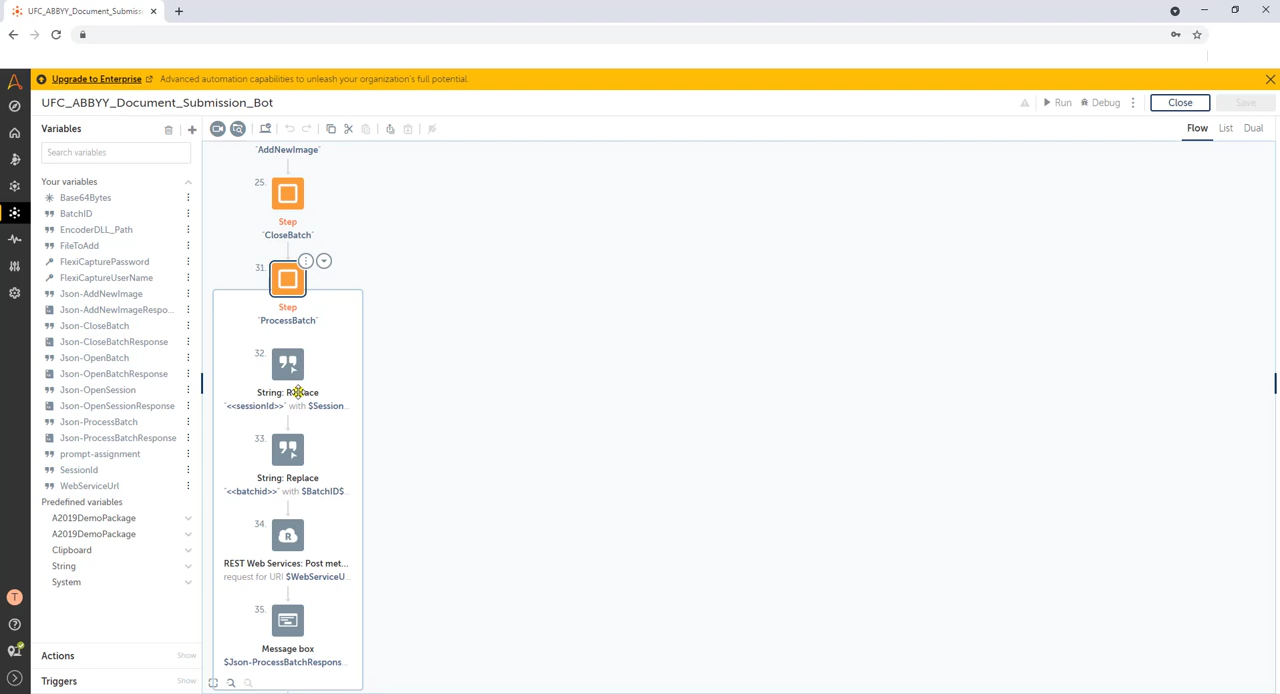 UFC_ABBYY_Document_Submiss
Upgrade to Enterprise Advanced automation capabilities to unleash your organization's full potential.
UFC_ABBYY_Document_Submission_Bot
Run
Debug
Close
Save
Variables
Flow
List
Dual
Search variables
Your variables
Base64Bytes
BatchID
EncoderDLL_Path
FileToAdd
FlexiCapturePassword
FlexiCaptureUserName
Json-AddNewImage
Json-AddNewImageRespo...
Json-CloseBatch
Json-CloseBatchResponse
Json-OpenBatch
Json-OpenBatchResponse
Json-OpenSession
Json-OpenSessionResponse
Json-ProcessBatch
Json-ProcessBatchResponse
prompt-assignment
SessionId
WebServiceUrl
Predefined variables
A2019DemoPackage
A2019DemoPackage
Clipboard
String
System
Actions Show
Triggers Show
T
"AddNewImage"
25.
Step
"CloseBatch"
31.
Step
"ProcessBatch"
32.
String: Replace
"<<sessionId>>" with $Session...
33.
String: Replace
"<<batchid>>" with $BatchID$...
34.
REST Web Services: Post met...
request for URI $WebServiceU...
35.
Message box
$Json-ProcessBatchRespons...